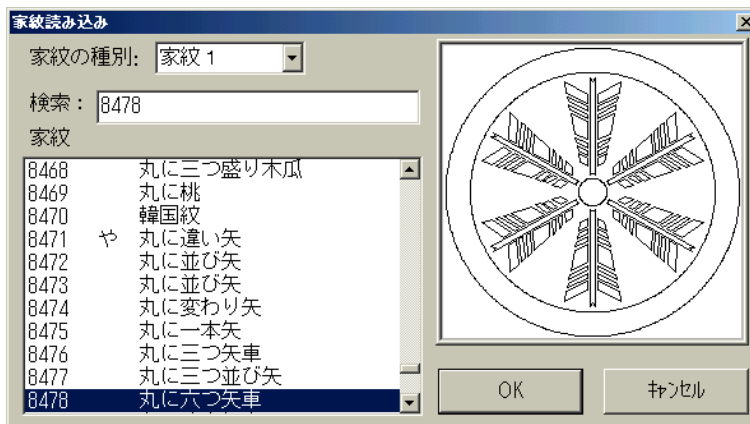 家紋読み込み
家紋の種別: 家紋 1
検索: 8478
家紋
8468 丸に三つ盛り木瓜
8469 丸に桃
8470 韓国紋
8471 や 丸に違い矢
8472 丸に並び矢
8473 丸に並び矢
8474 丸に変わり矢
8475 丸に一本矢
8476 丸に三つ矢車
8477 丸に三つ並び矢
8478 丸に六つ矢車
OK
ｷｬﾝｾﾙ